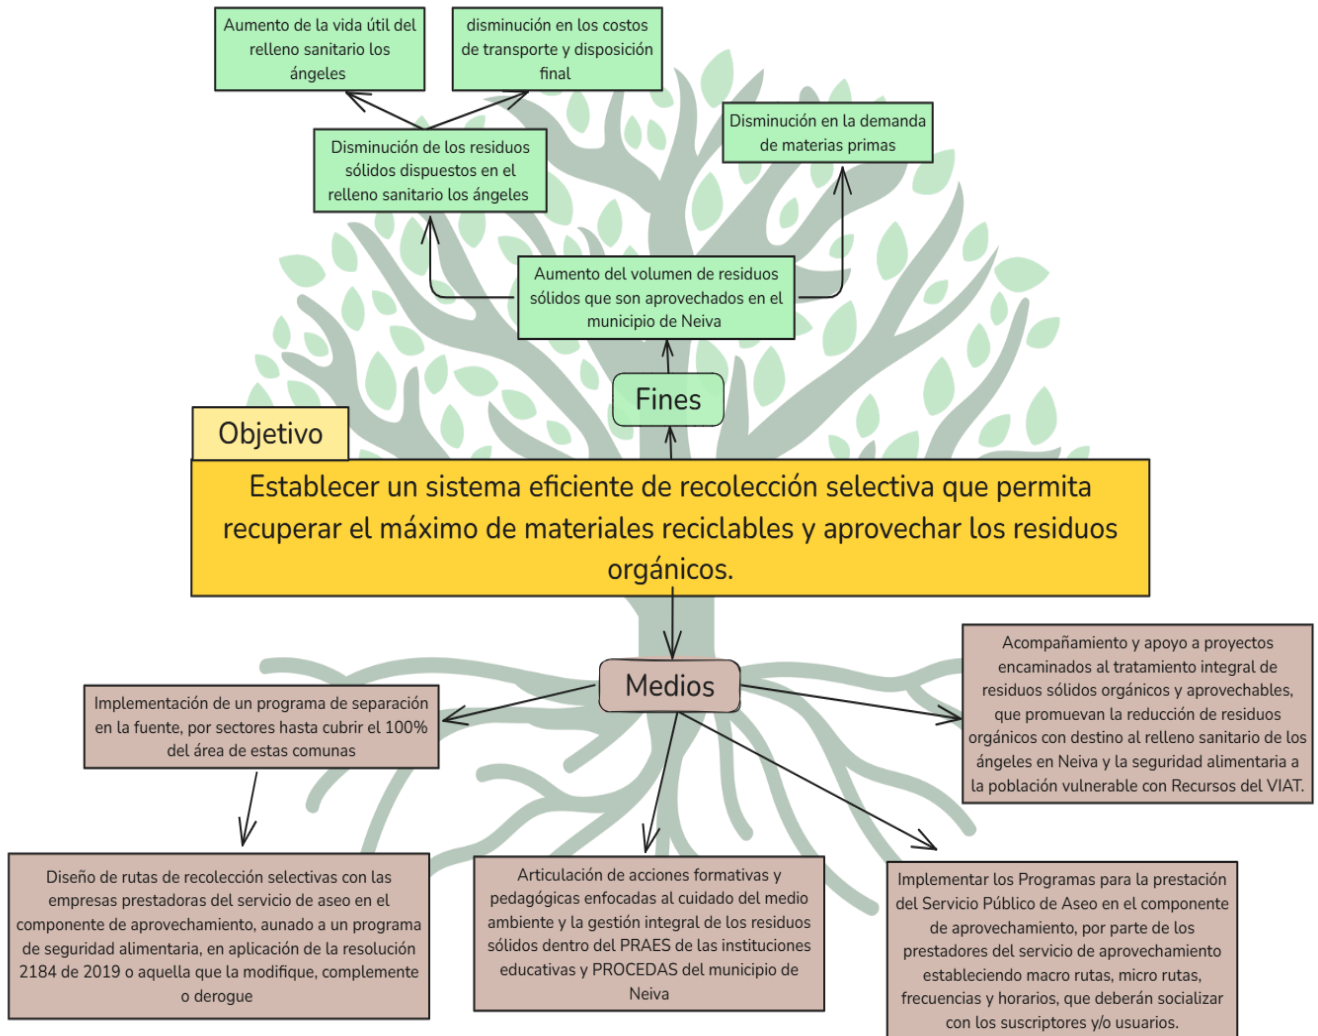 Aumento de la vida útil del
relleno sanitario los
ángeles
disminución en los costos
de transporte y disposición
final
Disminución en la demanda
de materias primas
Disminución de los residuos
sólidos dispuestos en el
relleno sanitario los ángeles
Aumento del volumen de residuos
sólidos que son aprovechados en el
municipio de Neiva
Fines
Objetivo
Establecer un sistema eficiente de recolección selectiva que permita
recuperar el máximo de materiales reciclables y aprovechar los residuos
orgánicos.
Medios
Acompañamiento y apoyo a proyectos
encaminados al tratamiento integral de
residuos sólidos orgánicos y aprovechables,
que promuevan la reducción de residuos
orgánicos con destino al relleno sanitario de los
ángeles en Neiva y la seguridad alimentaria a
la población vulnerable con Recursos del VIAT.
Implementación de un programa de separación
en la fuente, por sectores hasta cubrir el 100%
del área de estas comunas
Diseño de rutas de recolección selectivas con las
empresas prestadoras del servicio de aseo en el
componente de aprovechamiento, aunado a un programa
de seguridad alimentaria, en aplicación de la resolución
2184 de 2019 o aquella que la modifique, complemente
o derogue
Articulación de acciones formativas y
pedagógicas enfocadas al cuidado del medio
ambiente y la gestión integral de los residuos
sólidos dentro del PRAES de las instituciones
educativas y PROCEDAS del municipio de
Neiva
Implementar los Programas para la prestación
del Servicio Público de Aseo en el componente
de aprovechamiento, por parte de los
prestadores del servicio de aprovechamiento
estableciendo macro rutas, micro rutas,
frecuencias y horarios, que deberán socializar
con los suscriptores y/o usuarios.